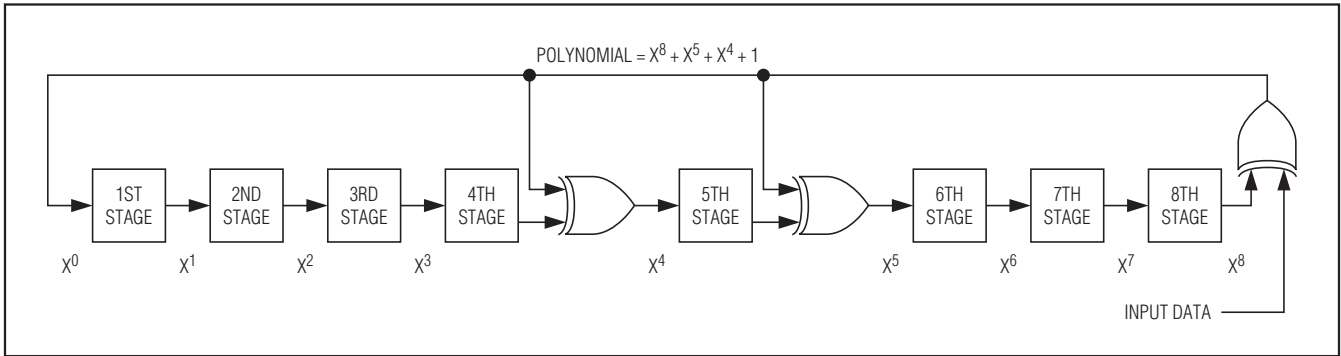 POLYNOMIAL = X⁸ + X⁵ + X⁴ + 1
1ST
STAGE
2ND
STAGE
3RD
STAGE
4TH
STAGE
5TH
STAGE
6TH
STAGE
7TH
STAGE
8TH
STAGE
X⁰
X¹
X²
X³
X⁴
X⁵
X⁶
X⁷
X⁸
INPUT DATA